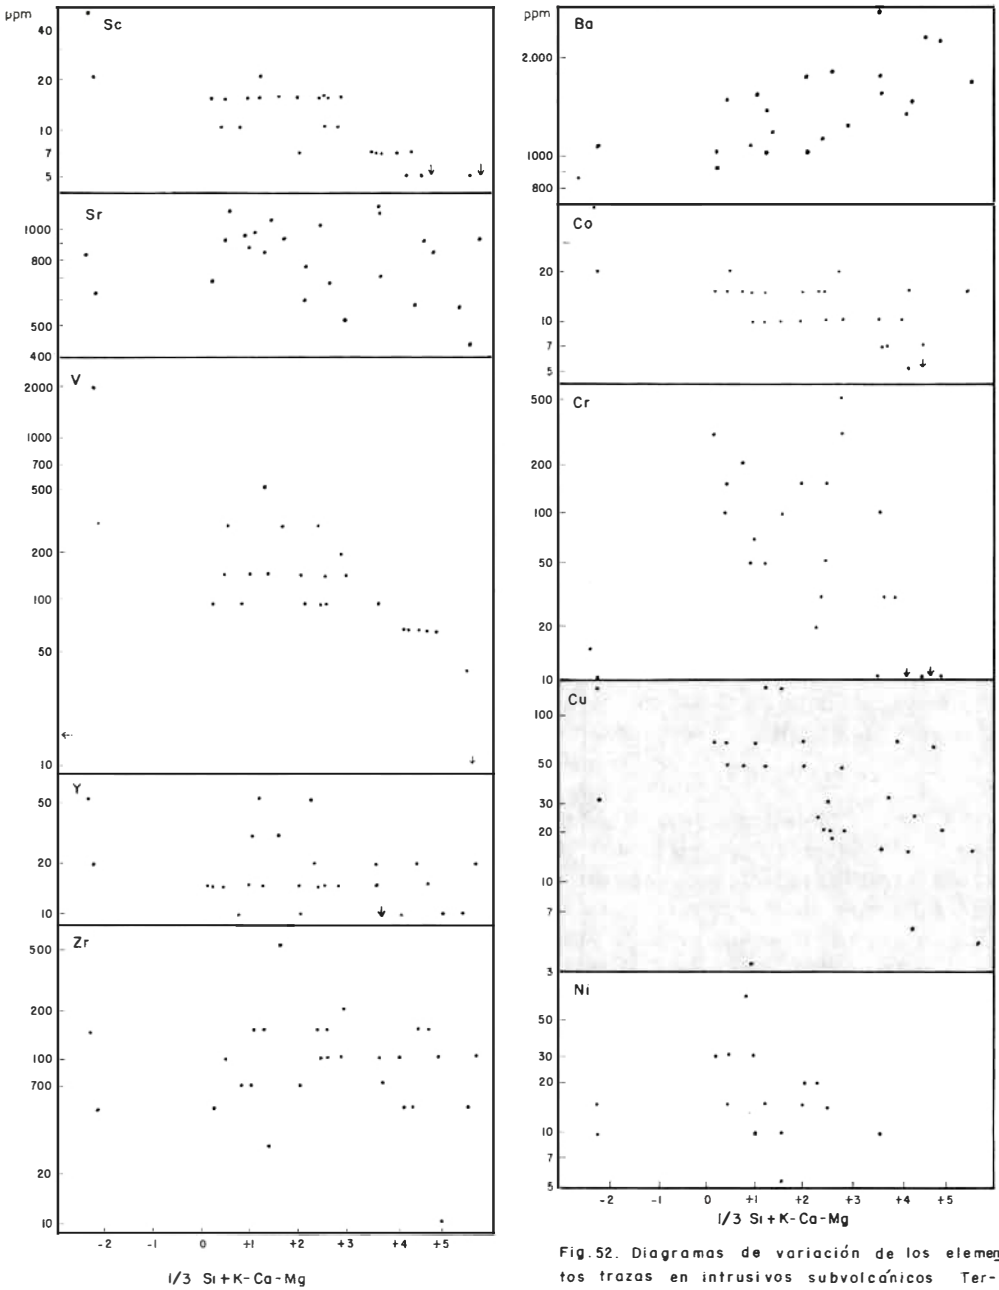 ppm
Sc
40
20
10
7
5
Sr
1000
800
500
400
V
2000
1000
700
500
200
100
50
10
Y
50
20
10
Zr
500
200
100
700
20
10
-2 -1 0 +1 +2 +3 +4 +5
1/3 Si+K-Ca-Mg
ppm
Ba
2.000
1000
800
Co
20
10
7
5
Cr
500
200
100
50
20
10
Cu
100
50
30
20
10
7
3
Ni
50
30
20
10
7
5
-2 -1 0 +1 +2 +3 +4 +5
1/3 Si+K-Ca-Mg
Fig.52. Diagramas de variación de los elemen
tos trazas en intrusivos subvolcánicos Ter-